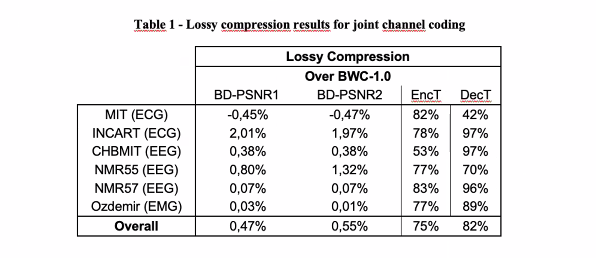 Table 1 - Lossy compression results for joint channel coding
Lossy Compression
Over BWC-1.0
BD-PSNR1 BD-PSNR2 EncT DecT
MIT (ECG) -0,45% -0,47% 82% 42%
INCART (ECG) 2,01% 1,97% 78% 97%
CHBMIT (EEG) 0,38% 0,38% 53% 97%
NMR55 (EEG) 0,80% 1,32% 77% 70%
NMR57 (EEG) 0,07% 0,07% 83% 96%
Ozdemir (EMG) 0,03% 0,01% 77% 89%
Overall 0,47% 0,55% 75% 82%